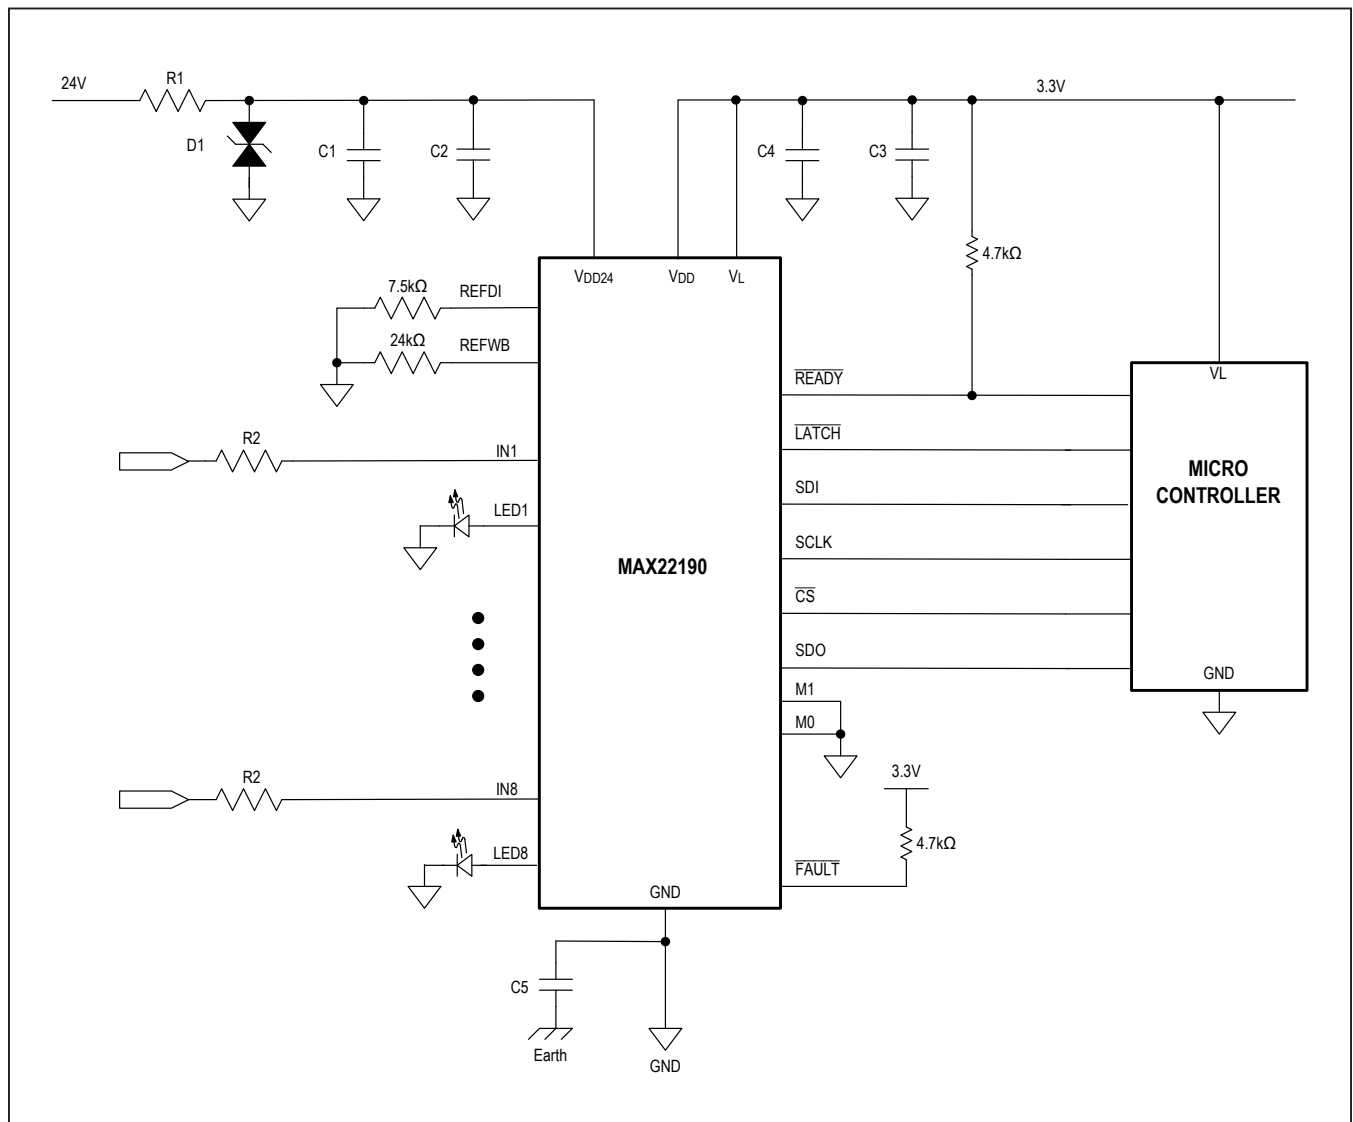 24V
R1
D1
C1
C2
C4
C3
3.3V
4.7kΩ
VDD24
VDD
VL
7.5kΩ
REFDI
24kΩ
REFWB
R2
IN1
LED1
MAX22190
READY
LATCH
SDI
SCLK
CS
SDO
M1
M0
VL
MICRO
CONTROLLER
GND
3.3V
4.7kΩ
FAULT
R2
IN8
LED8
GND
C5
Earth
GND